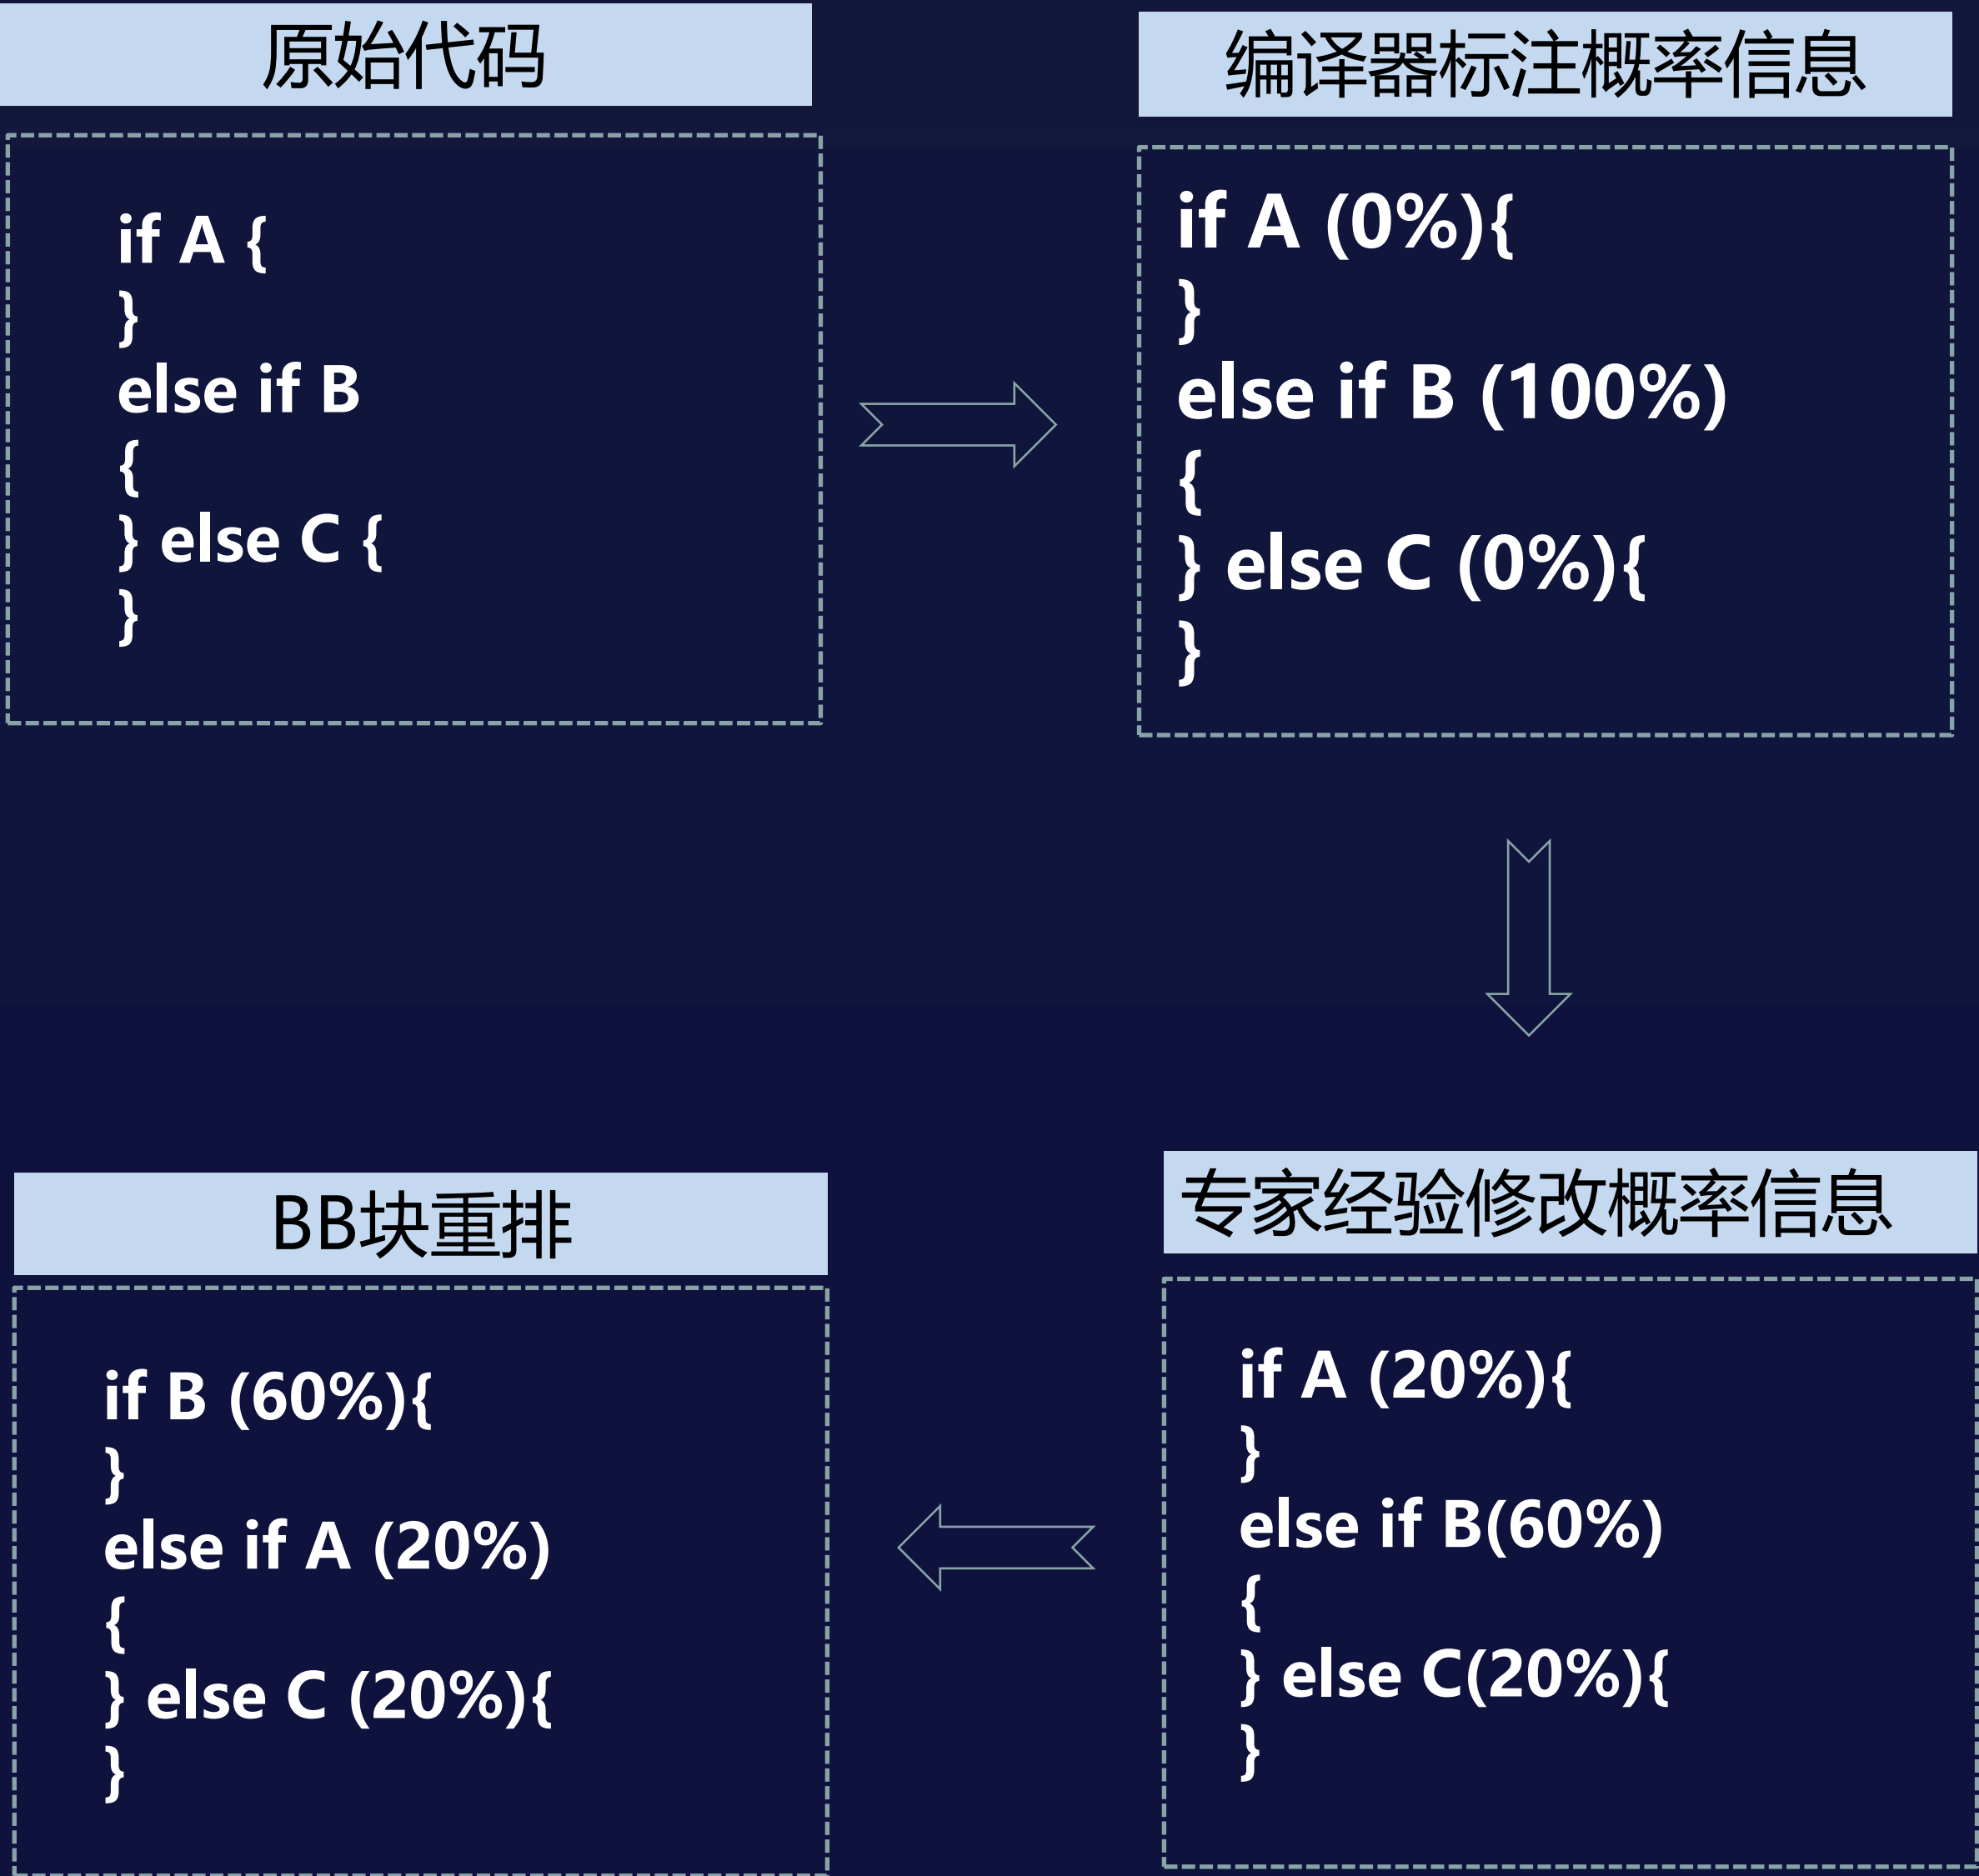 原始代码
if A {
}
else if B
{
} else C {
}
编译器标注概率信息
if A (0%){
}
else if B (100%)
{
} else C (0%){
}
专家经验修改概率信息
if A (20%){
}
else if B(60%)
{
} else C(20%){
}
BB块重排
if B (60%){
}
else if A (20%)
{
} else C (20%){
}